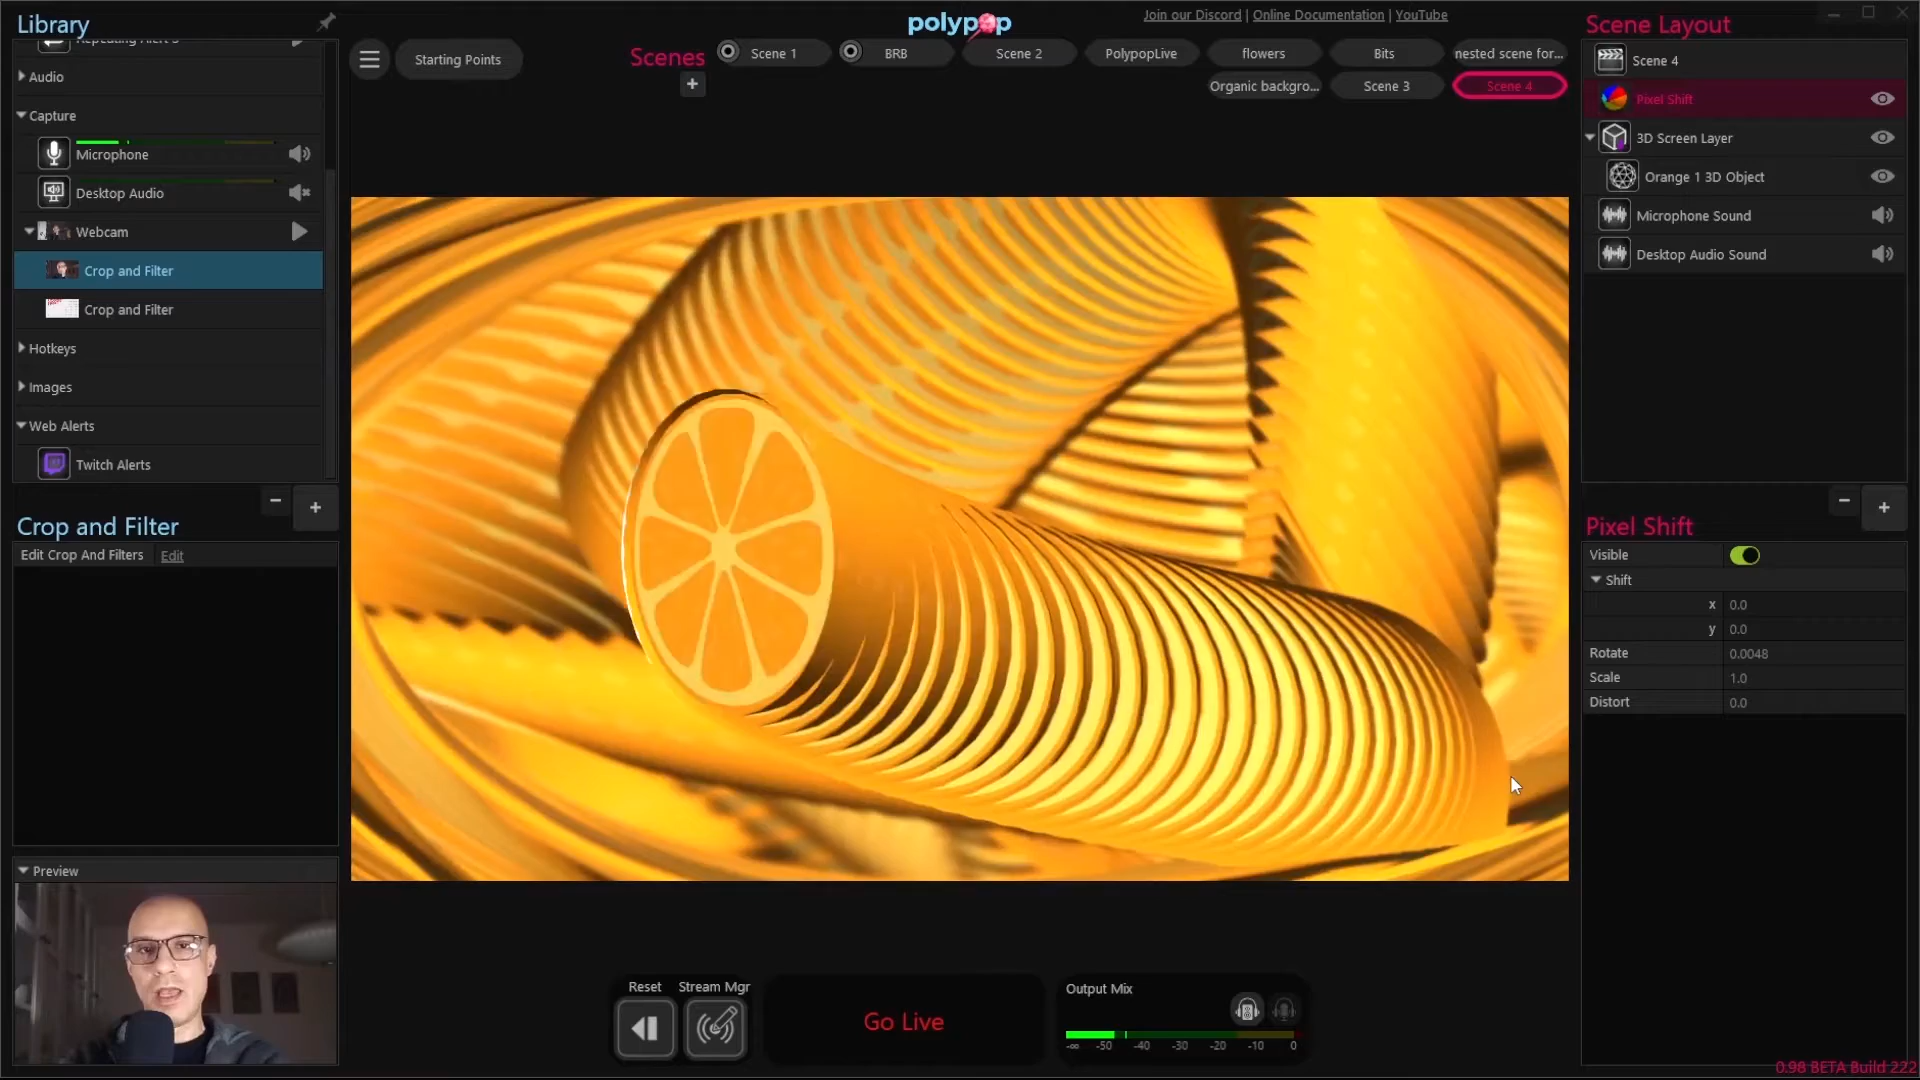 Library
Repeating Alert 3
Audio
Capture
Microphone
Desktop Audio
Webcam
Crop and Filter
Crop and Filter
Hotkeys
Images
Web Alerts
Twitch Alerts
Crop and Filter
Edit Crop And Filters Edit
Preview
Starting Points
polypop
Join our Discord | Online Documentation | YouTube
Scenes
Scene 1
BRB
Scene 2
PolypopLive
flowers
Bits
nested scene for...
Organic backgro...
Scene 3
Scene 4
Reset
Stream Mgr
Go Live
Output Mix
-∞ -50 -40 -30 -20 -10 0
Scene Layout
Scene 4
Pixel Shift
3D Screen Layer
Orange 1 3D Object
Microphone Sound
Desktop Audio Sound
Pixel Shift
Visible
Shift
x 0.0
y 0.0
Rotate 0.0048
Scale 1.0
Distort 0.0
0.98 BETA Build 222